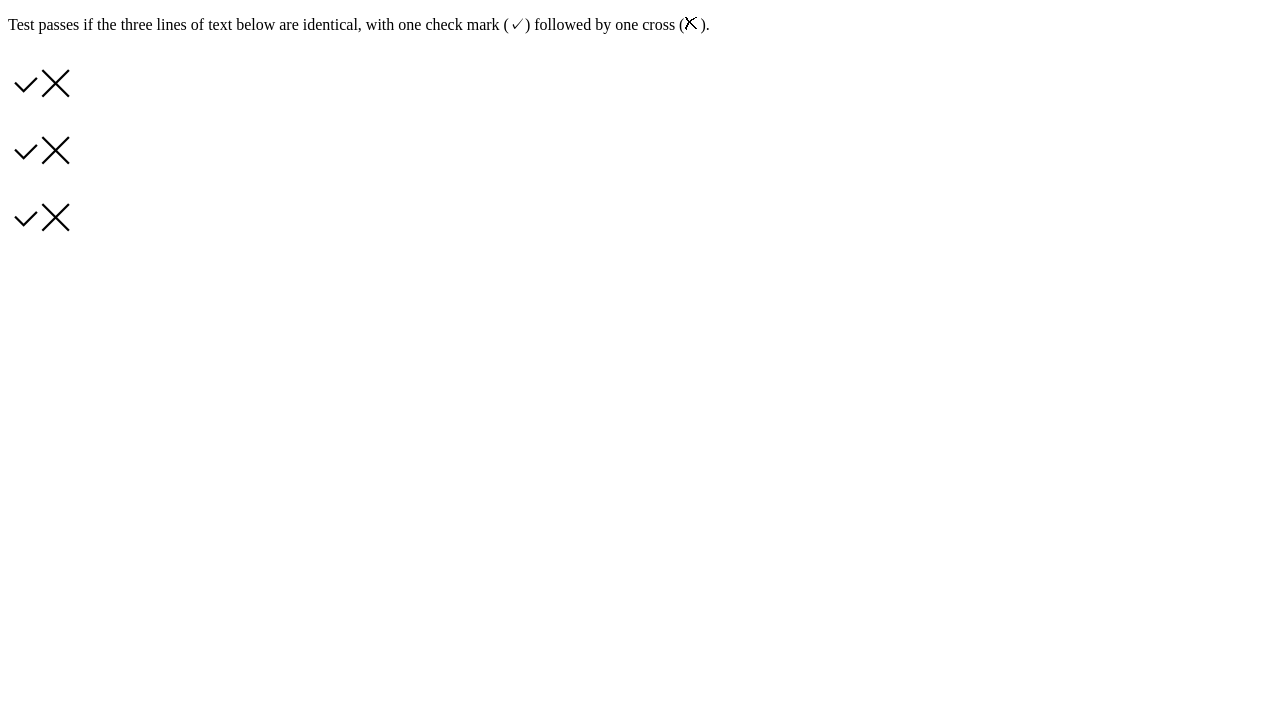 Test passes if the three lines of text below are identical, with one check mark (✓) followed by one cross (✗).
✓✗
✓✗
✓✗